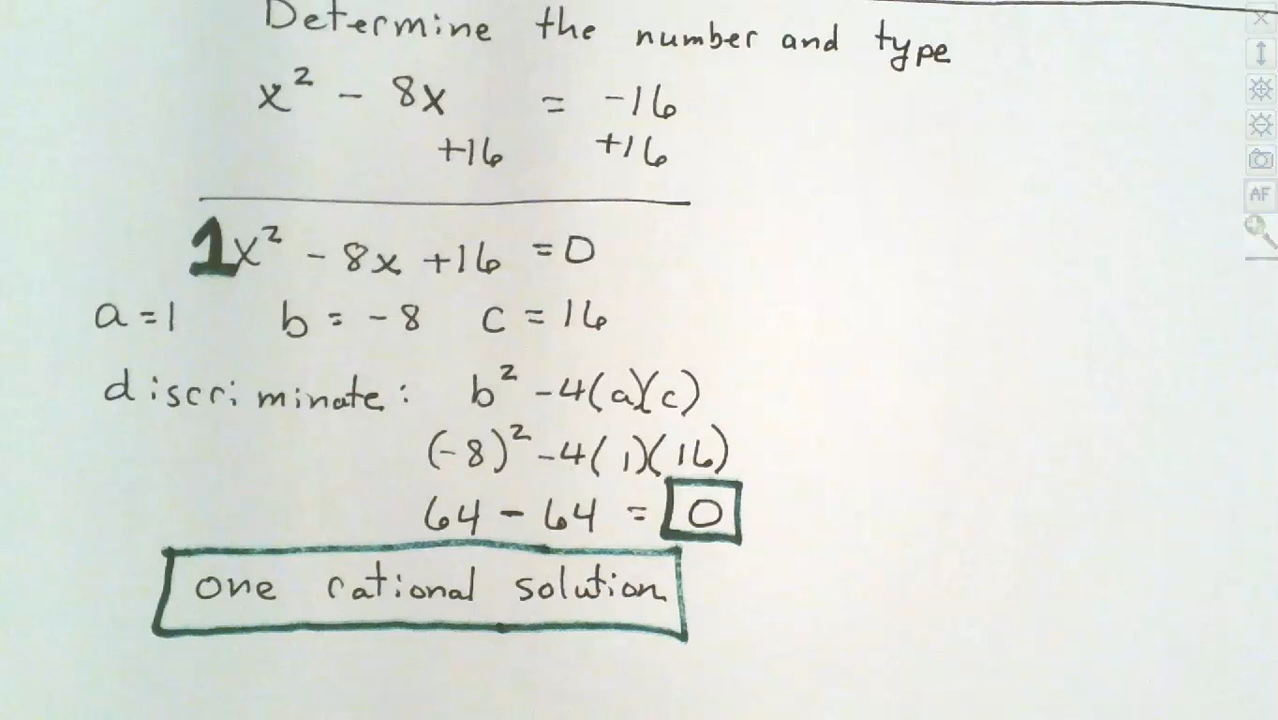 Determine the number and type
x² - 8x = -16
+16 +16
1x² - 8x +16 = 0
a = 1 b = -8 c = 16
discriminate: b² -4(a)(c)
(-8)² -4(1)(16)
64 - 64 = 0
one rational solution
AF